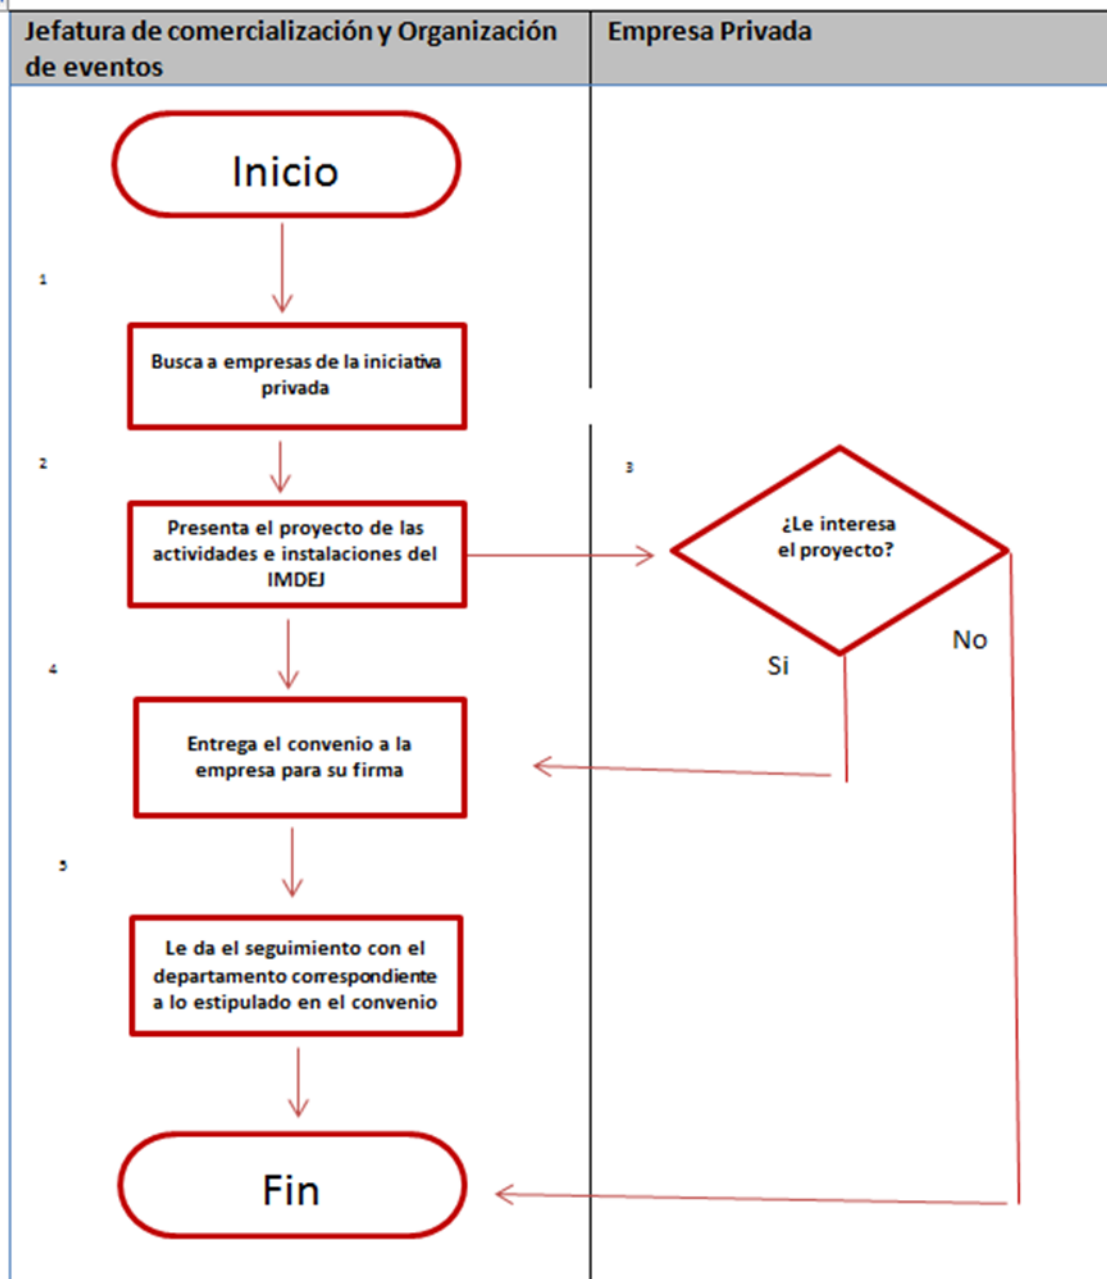 Jefatura de comercialización y Organización
de eventos
Empresa Privada
Inicio
1
Busca a empresas de la iniciativa
privada
2
Presenta el proyecto de las
actividades e instalaciones del
IMDEJ
3
¿Le interesa
el proyecto?
Si
No
4
Entrega el convenio a la
empresa para su firma
5
Le da el seguimiento con el
departamento correspondiente
a lo estipulado en el convenio
Fin